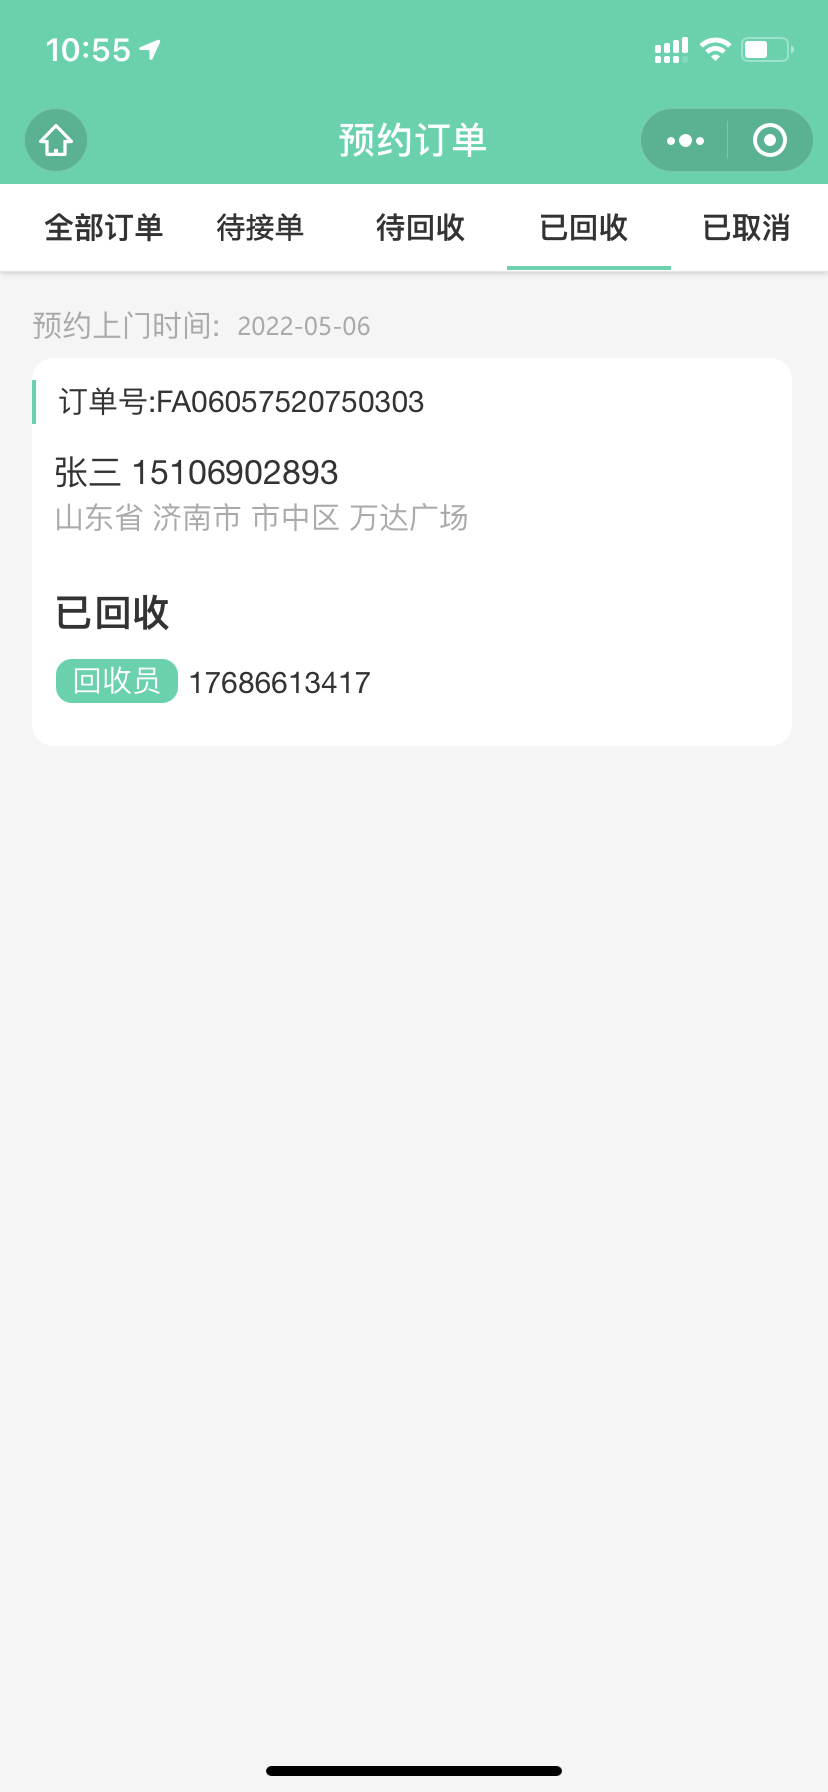 10:55
预约订单
全部订单 待接单 待回收 已回收 已取消
预约上门时间: 2022-05-06
订单号:FA06057520750303
张三 15106902893
山东省 济南市 市中区 万达广场
已回收
回收员 17686613417